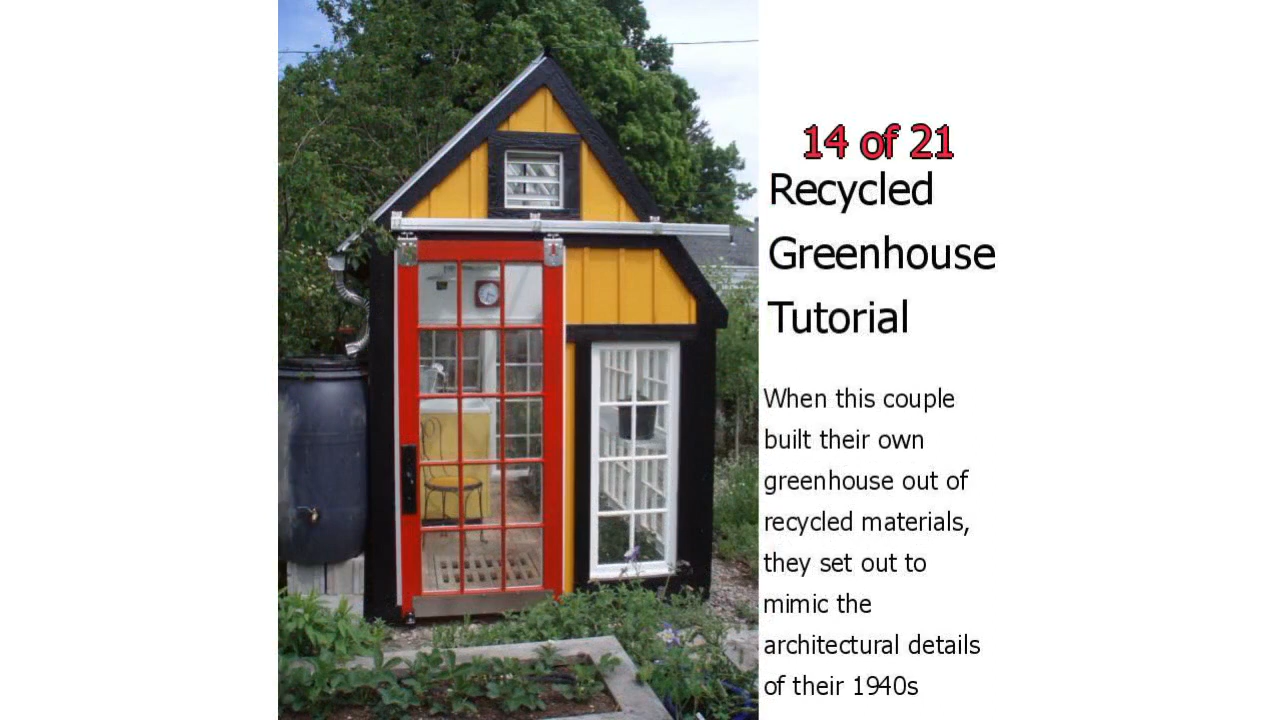 14 of 21
Recycled
Greenhouse
Tutorial
When this couple
built their own
greenhouse out of
recycled materials,
they set out to
mimic the
architectural details
of their 1940s